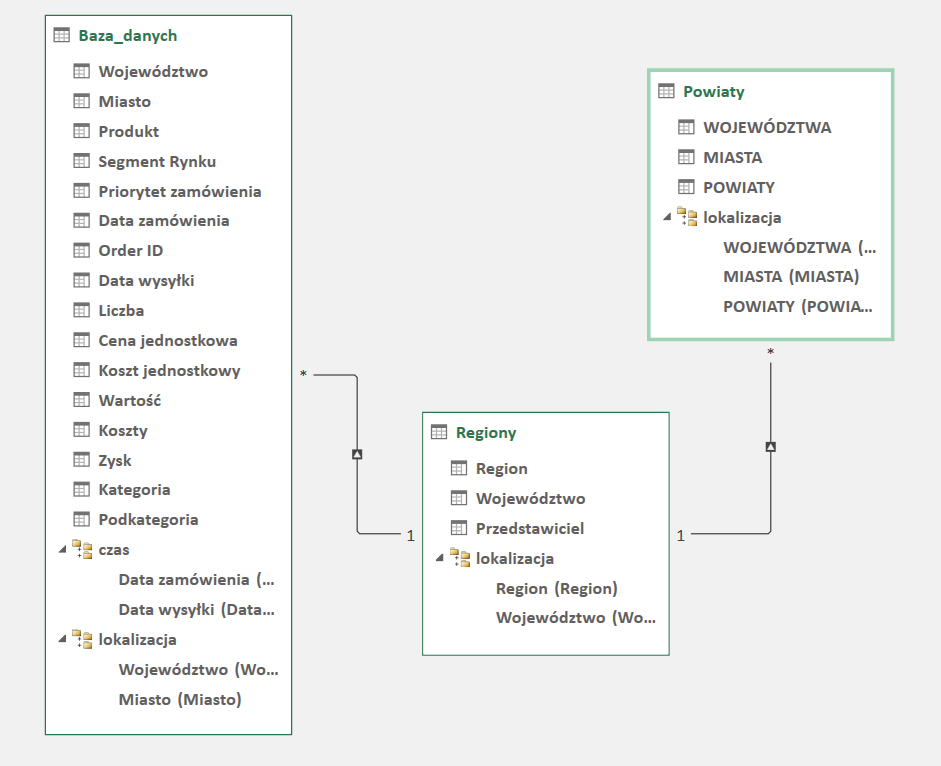 Baza_danych
Województwo
Miasto
Produkt
Segment Rynku
Priorytet zamówienia
Data zamówienia
Order ID
Data wysyłki
Liczba
Cena jednostkowa
Koszt jednostkowy
Wartość
Koszty
Zysk
Kategoria
Podkategoria
czas
Data zamówienia (...
Data wysyłki (Data...
lokalizacja
Województwo (Wo...
Miasto (Miasto)
*
1
Regiony
Region
Województwo
Przedstawiciel
lokalizacja
Region (Region)
Województwo (Wo...
1
*
Powiaty
WOJEWÓDZTWA
MIASTA
POWIATY
lokalizacja
WOJEWÓDZTWA (...
MIASTA (MIASTA)
POWIATY (POWIA...